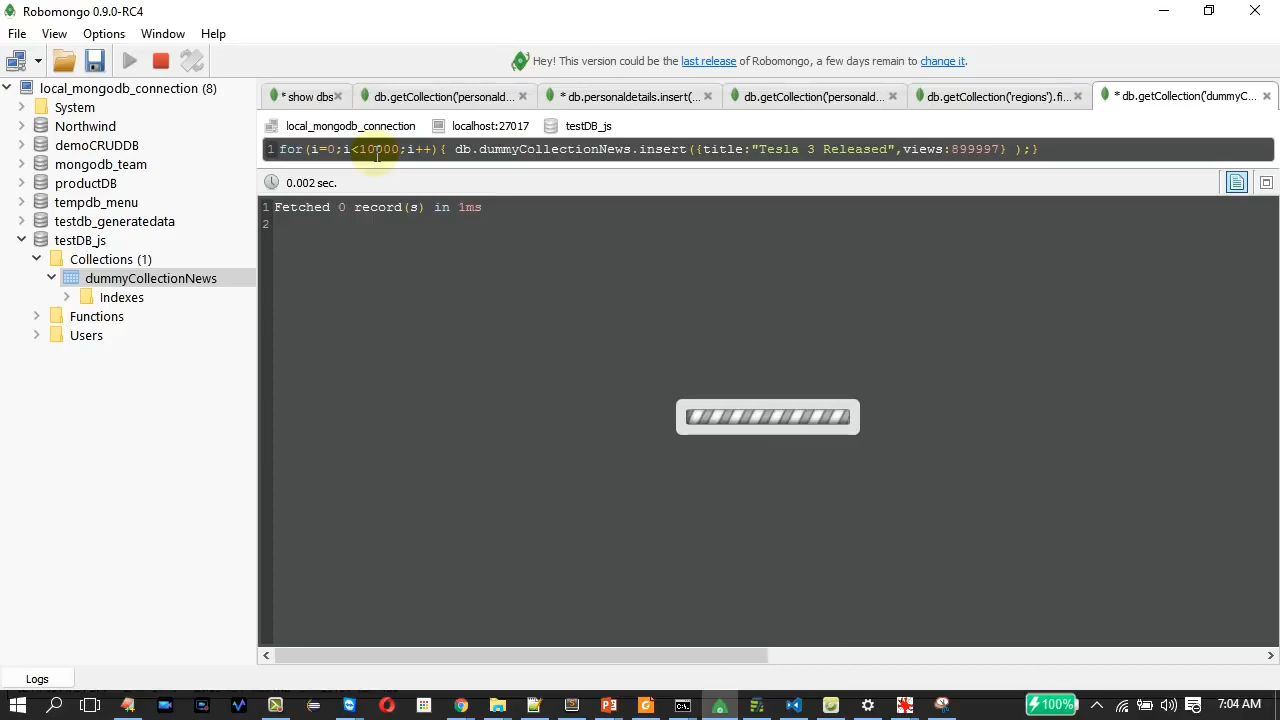 Robomongo 0.9.0-RC4
File View Options Window Help
Hey! This version could be the last release of Robomongo, a few days remain to change it.
local_mongodb_connection (8)
System
Northwind
demoCRUDDB
mongodb_team
productDB
tempdb_menu
testdb_generatedata
testDB_js
Collections (1)
dummyCollectionNews
Indexes
Functions
Users
* show dbs db.getCollection('personald... * db.personaldetails.insert(... db.getCollection('personald... db.getCollection('regions').fi... * db.getCollection('dummyC...
local_mongodb_connection localhost:27017 testDB_js
1 for(i=0;i<10000;i++){ db.dummyCollectionNews.insert({title:"Tesla 3 Released",views:899997} );}
0.002 sec.
1 Fetched 0 record(s) in 1ms
2
Logs
100% 7:04 AM